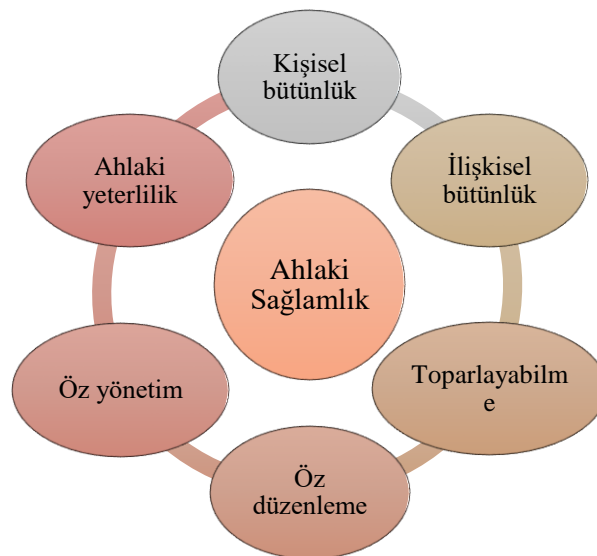 Kişisel
bütünlük
İlişkisel
bütünlük
Toparlayabilm
e
Öz
düzenleme
Öz yönetim
Ahlaki
yeterlilik
Ahlaki
Sağlamlık